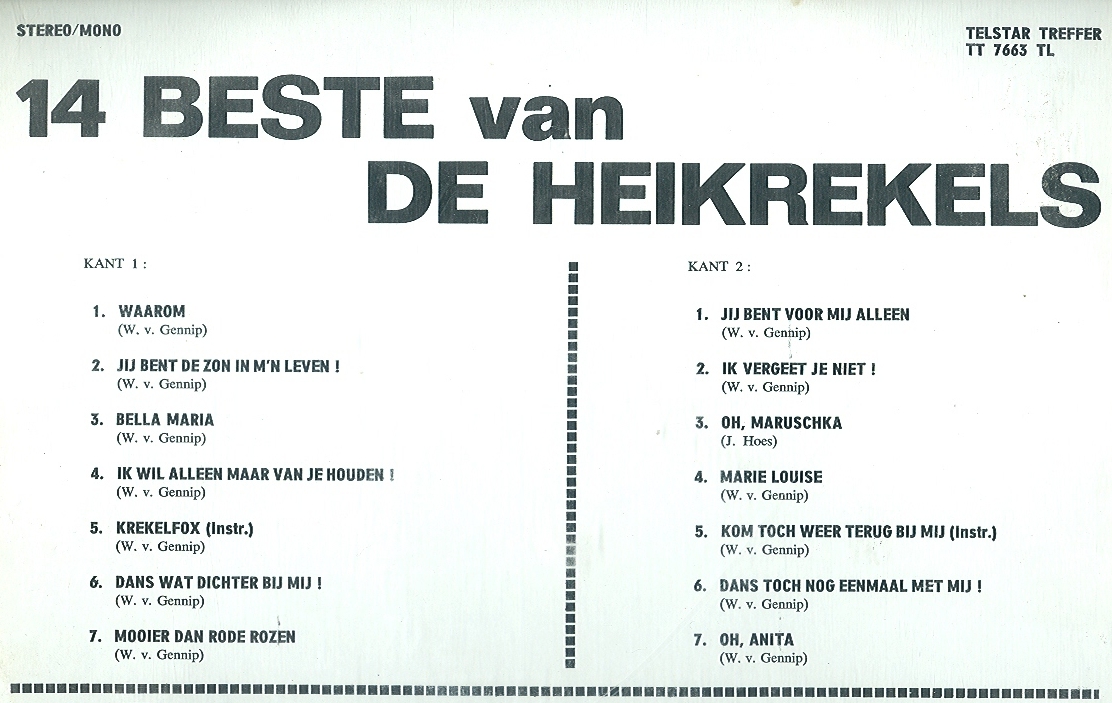 STEREO/MONO
TELSTAR TREFFER
TT 7663 TL
14 BESTE van
DE HEIKREKELS
KANT 1 :
1. WAAROM
(W. v. Gennip)
2. JIJ BENT DE ZON IN M'N LEVEN !
(W. v. Gennip)
3. BELLA MARIA
(W. v. Gennip)
4. IK WIL ALLEEN MAAR VAN JE HOUDEN !
(W. v. Gennip)
5. KREKELFOX (Instr.)
(W. v. Gennip)
6. DANS WAT DICHTER BIJ MIJ !
(W. v. Gennip)
7. MOOIER DAN RODE ROZEN
(W. v. Gennip)
KANT 2 :
1. JIJ BENT VOOR MIJ ALLEEN
(W. v. Gennip)
2. IK VERGEET JE NIET !
(W. v. Gennip)
3. OH, MARUSCHKA
(J. Hoes)
4. MARIE LOUISE
(W. v. Gennip)
5. KOM TOCH WEER TERUG BIJ MIJ (Instr.)
(W. v. Gennip)
6. DANS TOCH NOG EENMAAL MET MIJ !
(W. v. Gennip)
7. OH, ANITA
(W. v. Gennip)